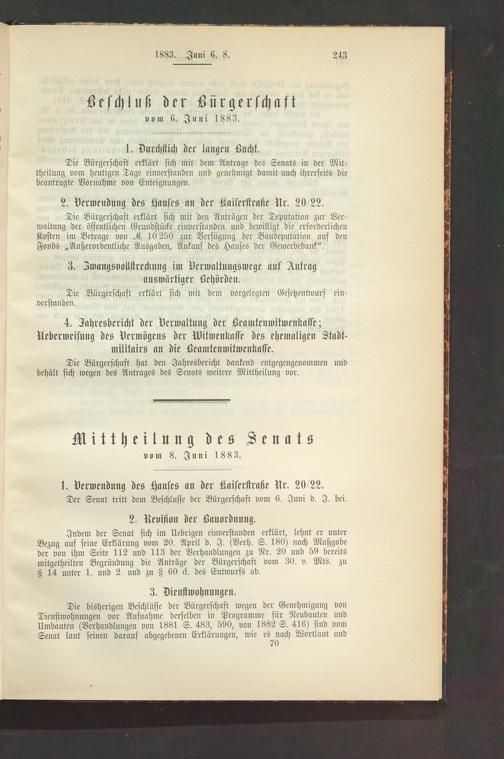 1883. Juni 6. 8. 243
Beschluß der Bürgerschaft
vom 6. Juni 1883.
1. Durchstich der langen Bucht.
Die Bürgerschaft erklärt sich mit dem Antrage des Senats in der Mit-
theilung vom heutigen Tage einverstanden und genehmigt damit auch ihrerseits die
beantragte Vornahme von Enteignungen.
2. Verwendung des Hauses an der Kaiserstraße Nr. 20/22.
Die Bürgerschaft erklärt sich mit den Anträgen der Deputation zur Ver-
waltung der öffentlichen Grundstücke einverstanden, und bewilligt die erforderlichen
Kosten im Betrage von ℳ 10 250 zur Verfügung der Baudeputation auf den
Fonds „Außerordentliche Ausgaben, Ankauf des Hauses der Gewerbebank“.
3. Zwangsvollstreckung im Verwaltungswege auf Antrag
auswärtiger Behörden.
Die Bürgerschaft erklärt sich mit dem vorgelegten Gesetzentwurf ein-
verstanden.
4. Jahresbericht der Verwaltung der Beamtenwitwenkasse;
Ueberweisung des Vermögens der Witwenkasse des ehemaligen Stadt-
militairs an die Beamtenwitwenkasse.
Die Bürgerschaft hat den Jahresbericht dankend entgegengenommen und
behält sich wegen des Antrages des Senats weitere Mittheilung vor.
Mittheilung des Senats
vom 8. Juni 1883.
1. Verwendung des Hauses an der Kaiserstraße Nr. 20/22.
Der Senat tritt dem Beschlusse der Bürgerschaft vom 6. Juni d. J. bei.
2. Revision der Bauordnung.
Indem der Senat sich im Uebrigen einverstanden erklärt, lehnt er unter
Bezug auf seine Erklärung vom 20. April d. J. (Verh. S. 180) nach Maßgabe
der von ihm Seite 112 und 113 der Verhandlungen zu Nr. 20 und 59 bereits
mitgetheilten Begründung die Anträge der Bürgerschaft vom 30. v. Mts. zu
§ 14 unter 1. und 2. und zu § 60 d. des Entwurfs ab.
3. Dienstwohnungen.
Die bisherigen Beschlüsse der Bürgerschaft wegen der Genehmigung von
Dienstwohnungen vor Aufnahme derselben in Programme für Neubauten und
Umbauten (Verhandlungen von 1881 S. 483, 590, von 1882 S. 416) sind vom
Senat laut seinen darauf abgegebenen Erklärungen, wie es nach Wortlaut und
70